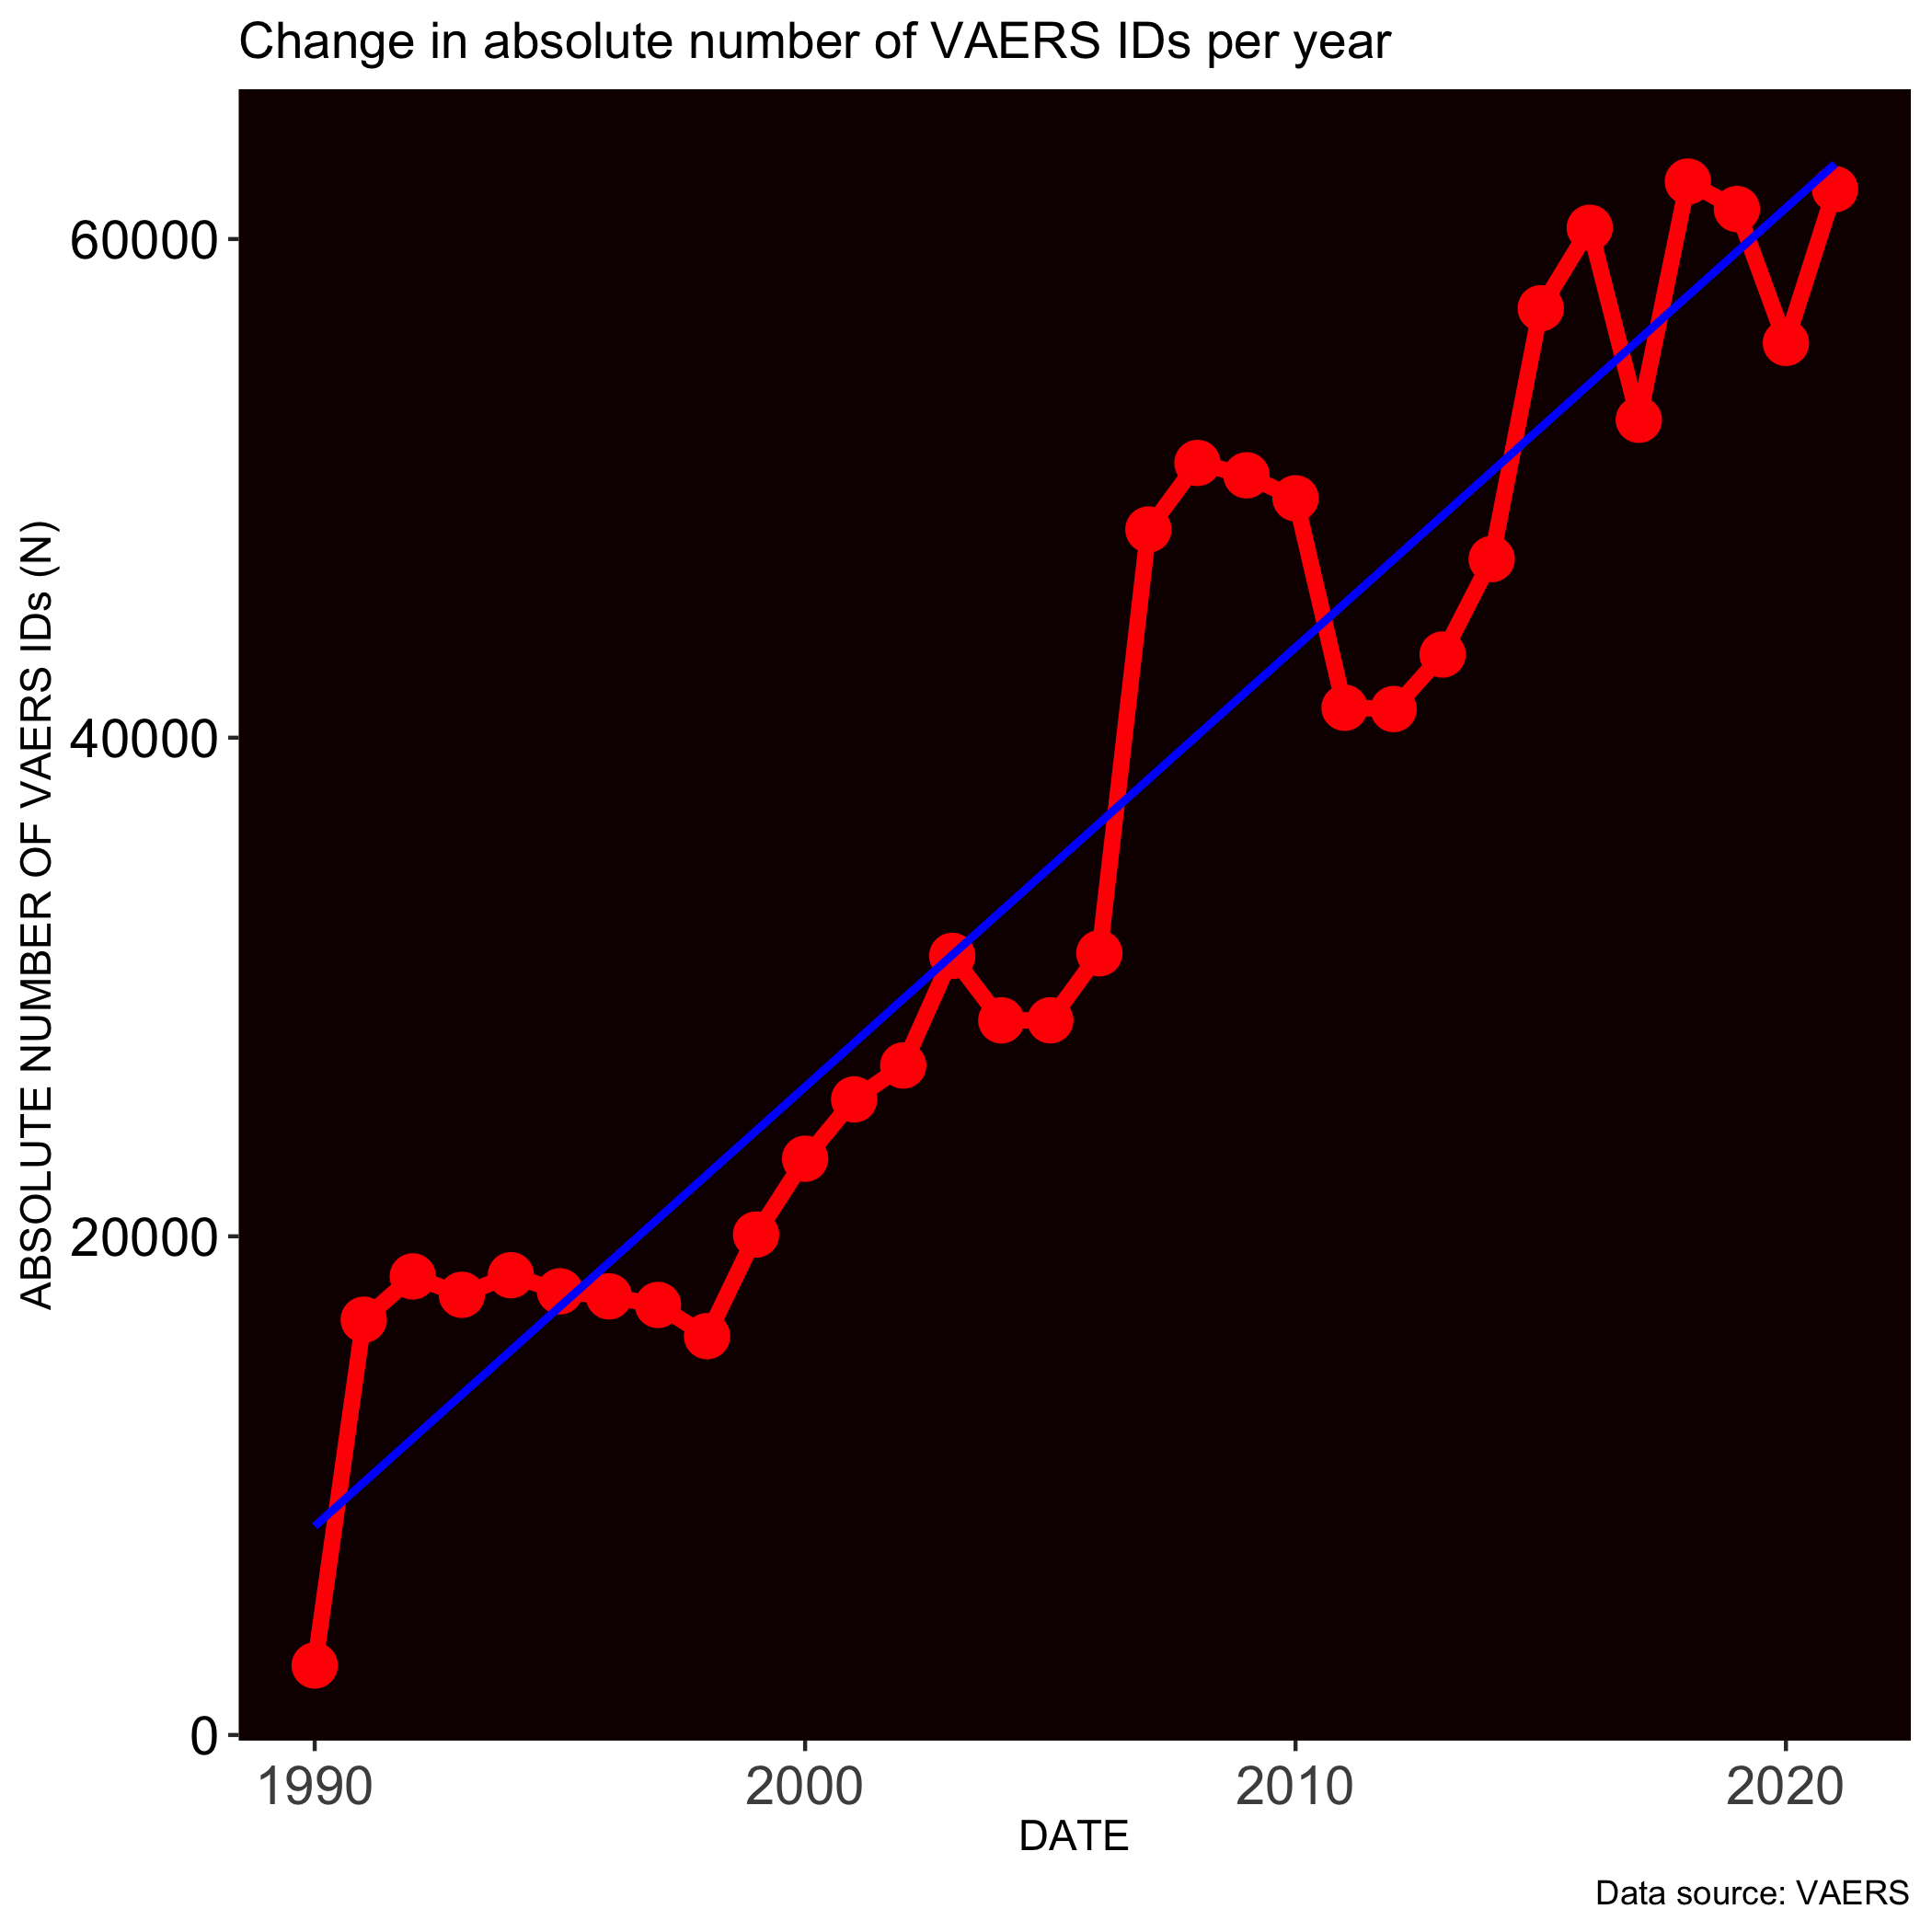 Change in absolute number of VAERS IDs per year
ABSOLUTE NUMBER OF VAERS IDs (N)
60000
40000
20000
0
1990 2000 2010 2020
DATE
Data source: VAERS